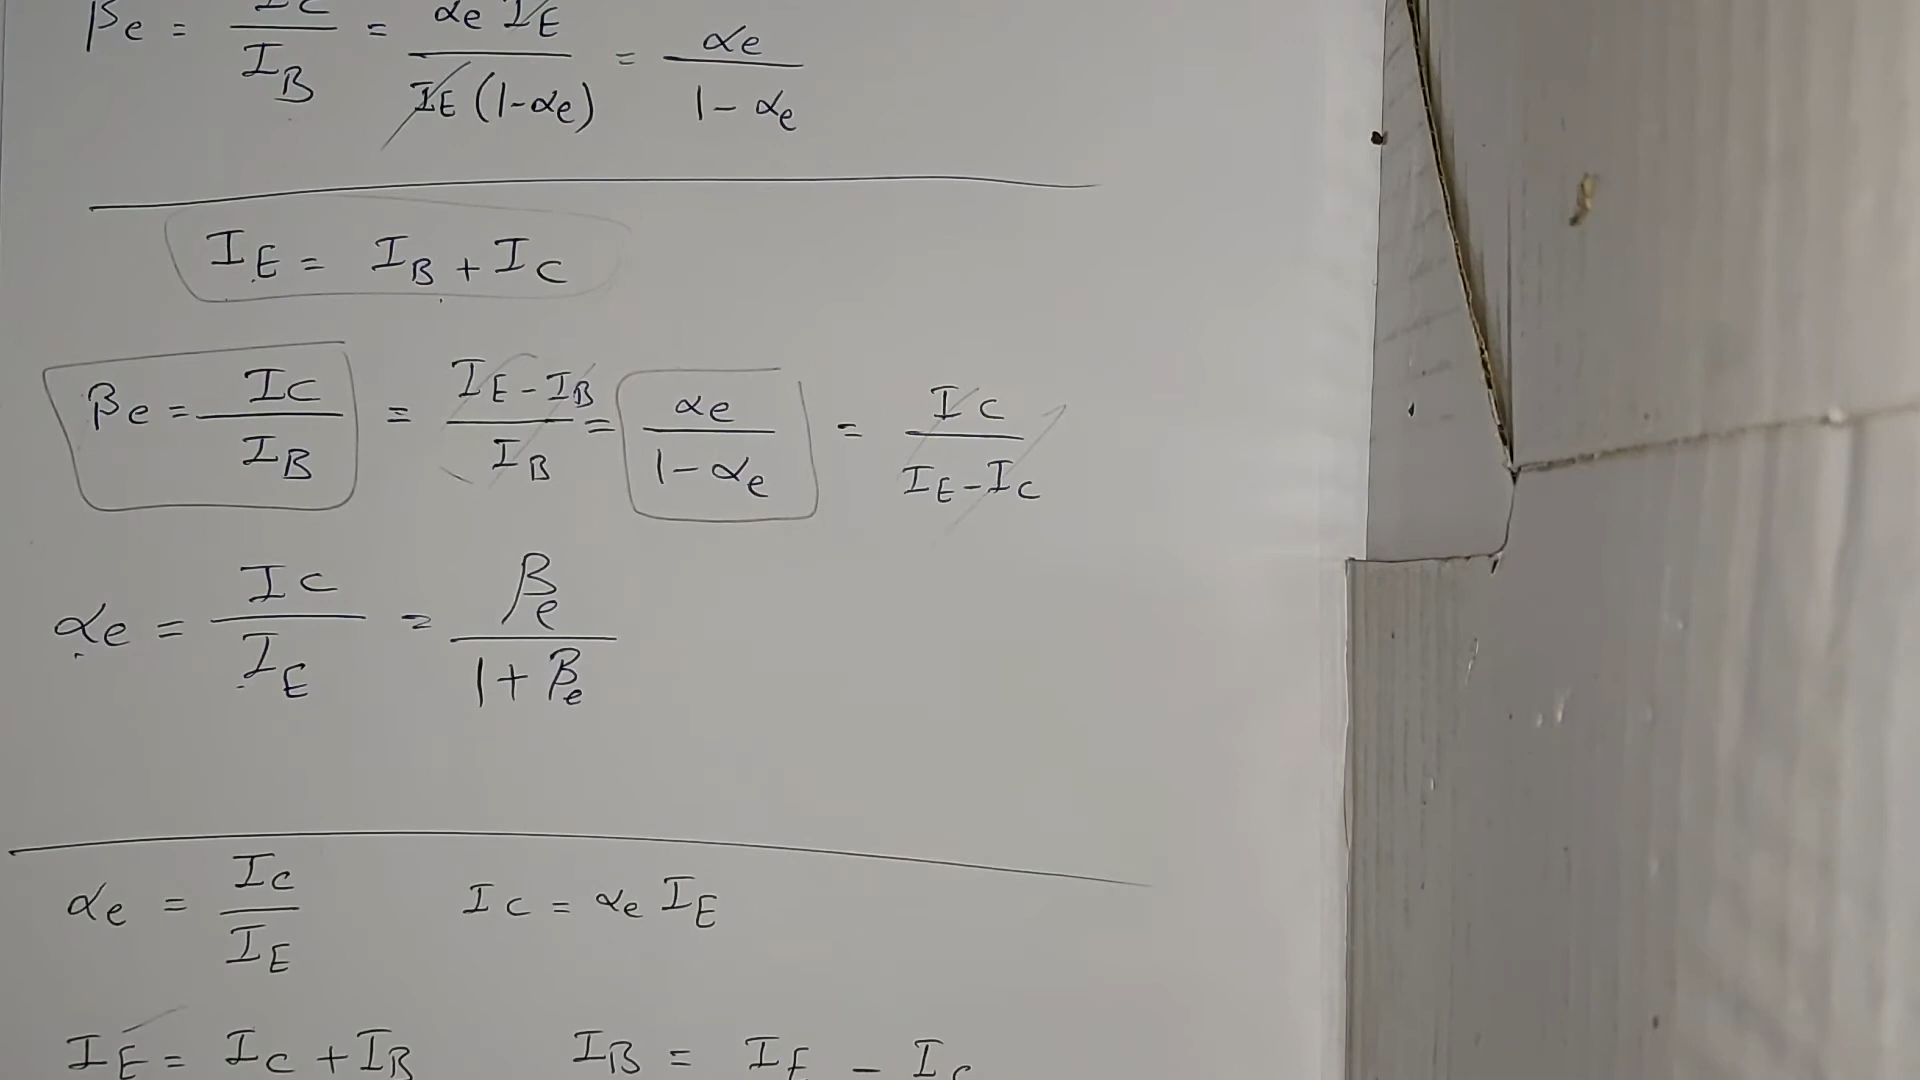 βe = IC / IB = αe IE / IE (1-αe) = αe / 1 - αe
IE = IB + IC
βe = IC / IB = IE - IB / IB = αe / 1 - αe = IC / IE - IC
αe = IC / IE = βe / 1 + βe
αe = IC / IE IC = αe IE
IE = IC + IB IB = IE - IC